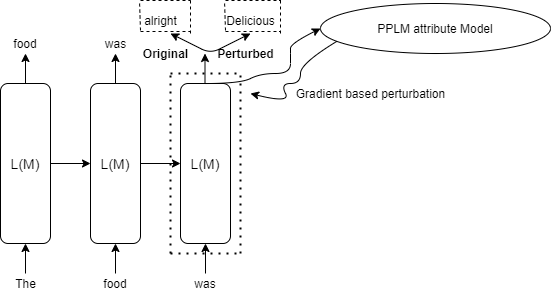 alright
Delicious
PPLM attribute Model
food
was
Original
Perturbed
Gradient based perturbation
L(M)
L(M)
L(M)
The
food
was